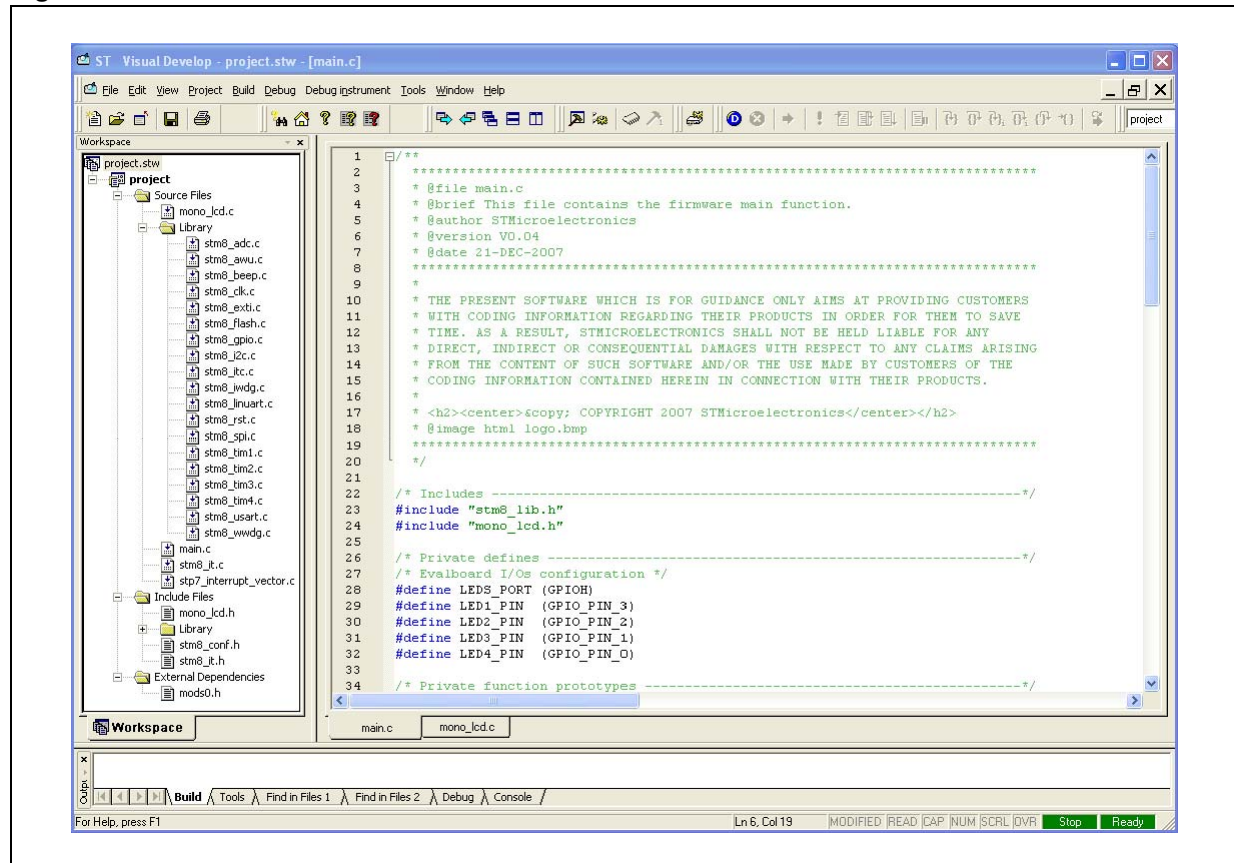 ST Visual Develop - project.stw - [main.c]
File Edit View Project Build Debug Debug instrument Tools Window Help
project
Workspace
project.stw
project
Source Files
mono_lcd.c
Library
stm8_adc.c
stm8_awu.c
stm8_beep.c
stm8_clk.c
stm8_exti.c
stm8_flash.c
stm8_gpio.c
stm8_i2c.c
stm8_itc.c
stm8_iwdg.c
stm8_linuart.c
stm8_rst.c
stm8_spi.c
stm8_tim1.c
stm8_tim2.c
stm8_tim3.c
stm8_tim4.c
stm8_usart.c
stm8_wwdg.c
main.c
stm8_it.c
stp7_interrupt_vector.c
Include Files
mono_lcd.h
Library
stm8_conf.h
stm8_it.h
External Dependencies
mods0.h
Workspace
1 /**
2 ******************************************************************************
3 * @file main.c
4 * @brief This file contains the firmware main function.
5 * @author STMicroelectronics
6 * @version V0.04
7 * @date 21-DEC-2007
8 ******************************************************************************
9 *
10 * THE PRESENT SOFTWARE WHICH IS FOR GUIDANCE ONLY AIMS AT PROVIDING CUSTOMERS
11 * WITH CODING INFORMATION REGARDING THEIR PRODUCTS IN ORDER FOR THEM TO SAVE
12 * TIME. AS A RESULT, STMICROELECTRONICS SHALL NOT BE HELD LIABLE FOR ANY
13 * DIRECT, INDIRECT OR CONSEQUENTIAL DAMAGES WITH RESPECT TO ANY CLAIMS ARISING
14 * FROM THE CONTENT OF SUCH SOFTWARE AND/OR THE USE MADE BY CUSTOMERS OF THE
15 * CODING INFORMATION CONTAINED HEREIN IN CONNECTION WITH THEIR PRODUCTS.
16 *
17 * <h2><center>&copy; COPYRIGHT 2007 STMicroelectronics</center></h2>
18 * @image html logo.bmp
19 ******************************************************************************
20 */
21
22 /* Includes ------------------------------------------------------------------*/
23 #include "stm8_lib.h"
24 #include "mono_lcd.h"
25
26 /* Private defines -----------------------------------------------------------*/
27 /* Evalboard I/Os configuration */
28 #define LEDS_PORT (GPIOH)
29 #define LED1_PIN (GPIO_PIN_3)
30 #define LED2_PIN (GPIO_PIN_2)
31 #define LED3_PIN (GPIO_PIN_1)
32 #define LED4_PIN (GPIO_PIN_0)
33
34 /* Private function prototypes -----------------------------------------------*/
main.c mono_lcd.c
Build Tools Find in Files 1 Find in Files 2 Debug Console
For Help, press F1 Ln 6, Col 19 MODIFIED READ CAP NUM SCRL OVR Stop Ready